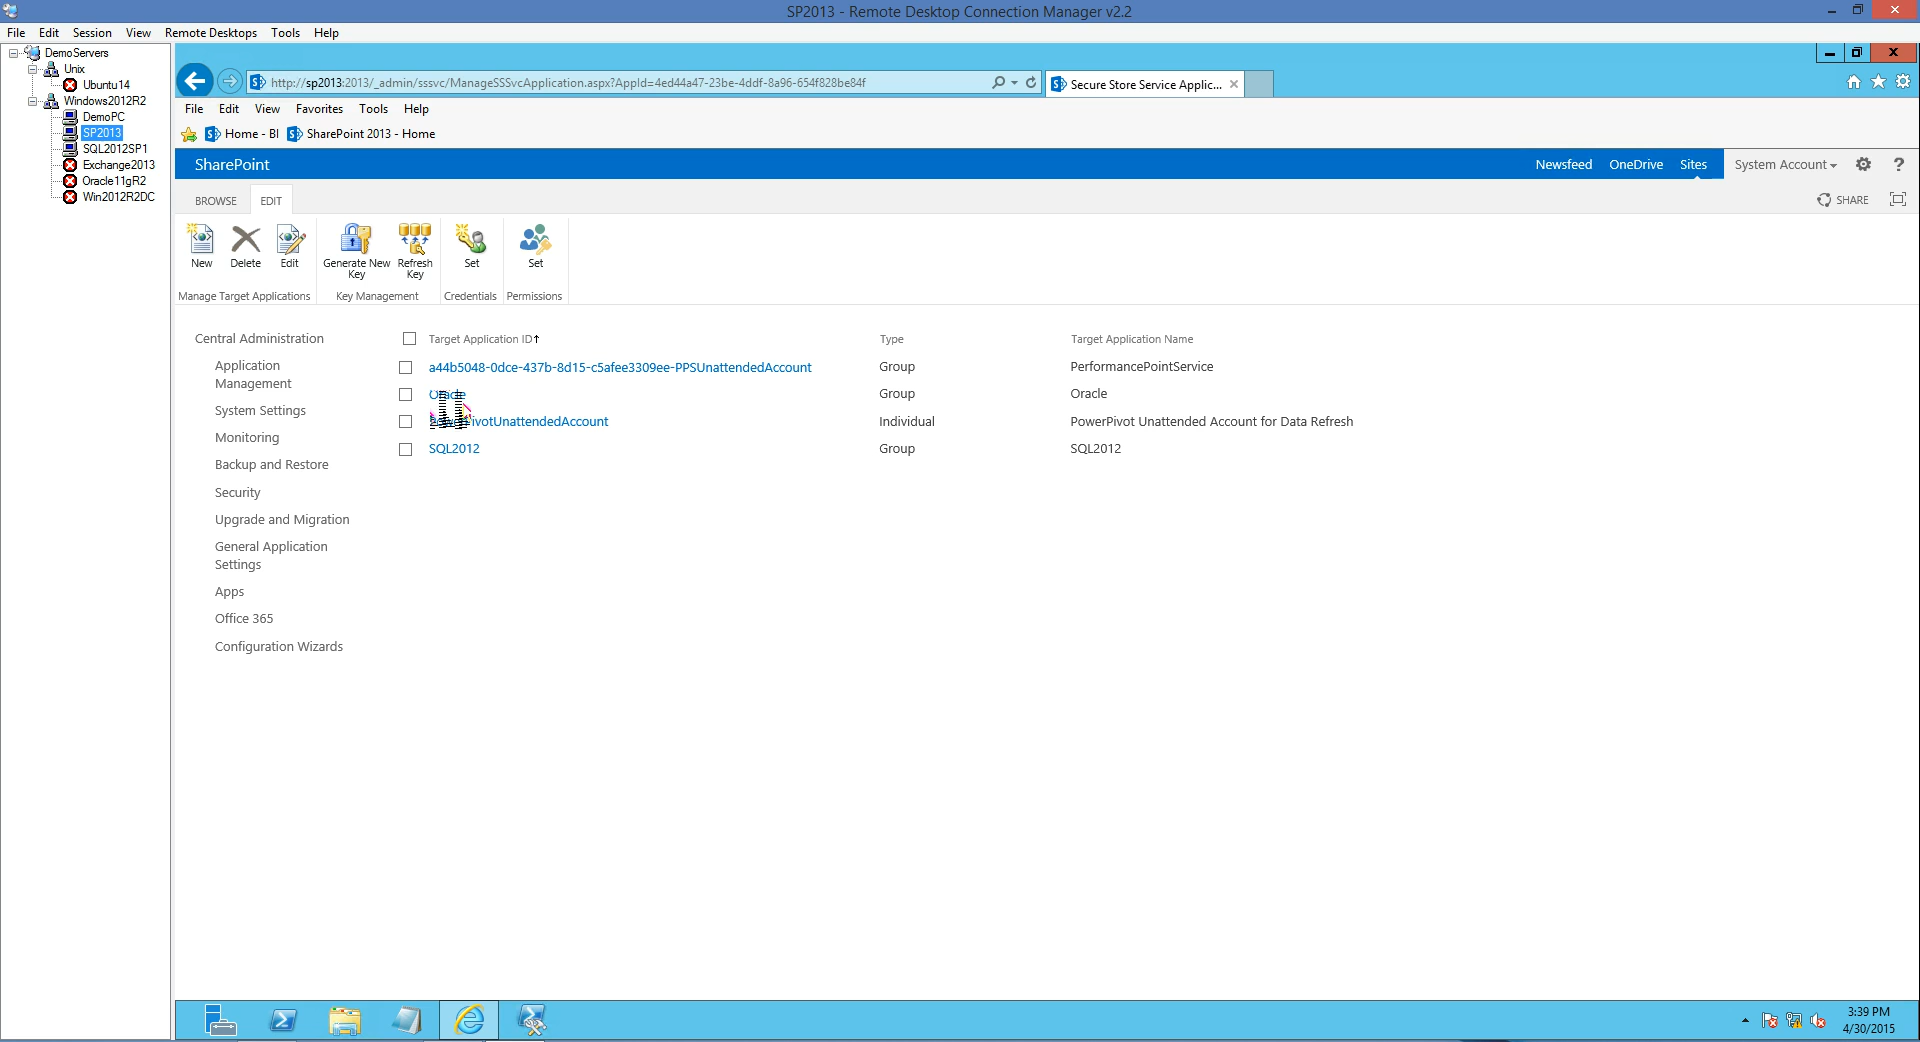 SP2013 - Remote Desktop Connection Manager v2.2
File Edit Session View Remote Desktops Tools Help
DemoServers
Unix
Ubuntu14
Windows2012R2
DemoPC
SP2013
SQL2012SP1
Exchange2013
Oracle11gR2
Win2012R2DC
http://sp2013:2013/_admin/sssvc/ManageSSSvcApplication.aspx?AppId=4ed44a47-23be-4ddf-8a96-654f828be84f
Secure Store Service Applic...
File Edit View Favorites Tools Help
Home - BI SharePoint 2013 - Home
SharePoint Newsfeed OneDrive Sites System Account ?
BROWSE EDIT SHARE
New Delete Edit Generate New Key Refresh Key Set Set
Manage Target Applications Key Management Credentials Permissions
Central Administration
Application Management
System Settings
Monitoring
Backup and Restore
Security
Upgrade and Migration
General Application Settings
Apps
Office 365
Configuration Wizards
Target Application ID↑ Type Target Application Name
a44b5048-0dce-437b-8d15-c5afee3309ee-PPSUnattendedAccount Group PerformancePointService
Oracle Group Oracle
PowerPivotUnattendedAccount Individual PowerPivot Unattended Account for Data Refresh
SQL2012 Group SQL2012
3:39 PM
4/30/2015